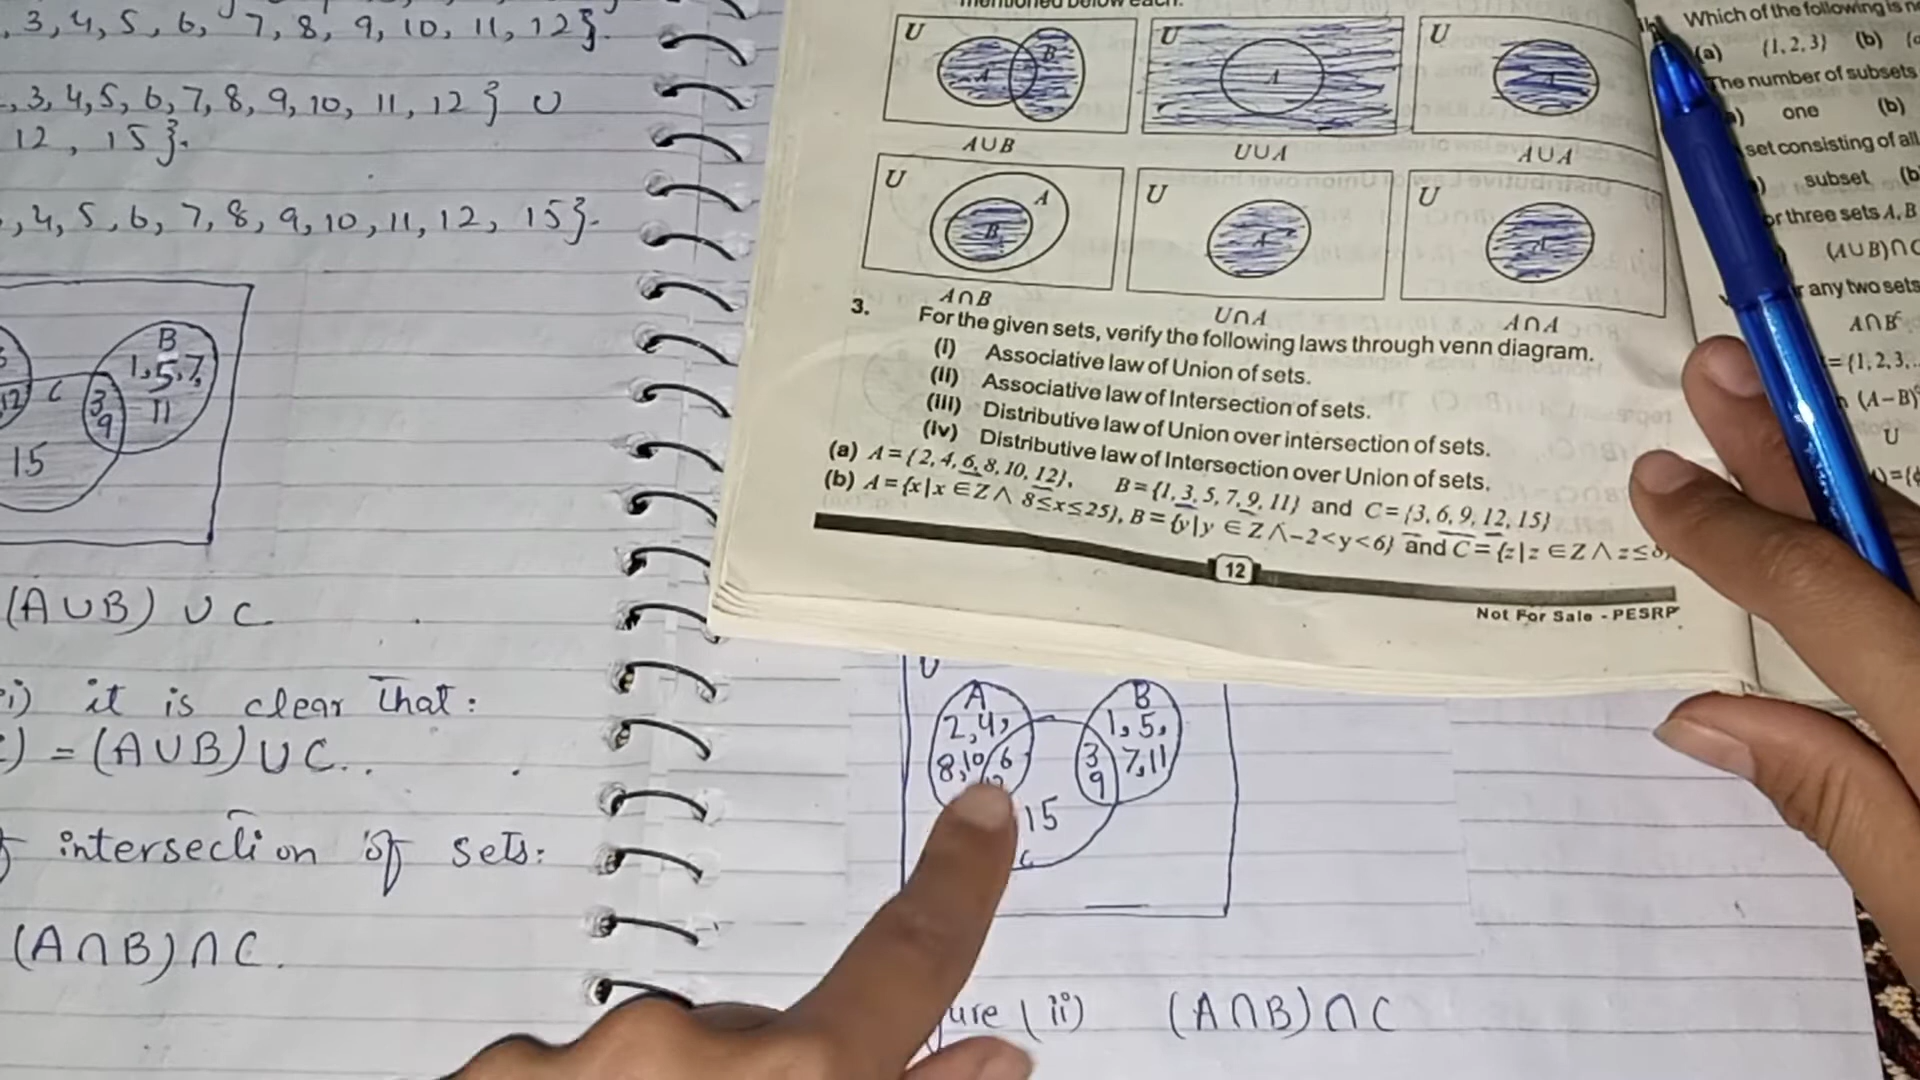 , 3, 4, 5, 6, 7, 8, 9, 10, 11, 12}.
, 3, 4, 5, 6, 7, 8, 9, 10, 11, 12 } ∪
12 , 15 }.
, 4, 5, 6, 7, 8, 9, 10, 11, 12, 15}.
B
1, 5, 7,
11
C
3
9
12
15
(A ∪ B) ∪ C
it is clear that:
) = (A ∪ B) ∪ C.
intersection of sets:
(A ∩ B) ∩ C.
mentioned below each.
U
A
B
U
A
U
A
A∪B
U∪A
A∪A
U
A
B
U
A
U
A
A∩B
U∩A
A∩A
3. For the given sets, verify the following laws through venn diagram.
(i) Associative law of Union of sets.
(ii) Associative law of Intersection of sets.
(iii) Distributive law of Union over intersection of sets.
(iv) Distributive law of Intersection over Union of sets.
(a) A = {2, 4, 6, 8, 10, 12}, B = {1, 3, 5, 7, 9, 11} and C = {3, 6, 9, 12, 15}
(b) A = {x|x ∈ Z ∧ 8≤x≤25}, B = {y|y ∈ Z ∧ -2<y<6} and C = {z|z ∈ Z ∧ z≤
12
Not For Sale - PESRP
Which of the following is
(a) {1, 2, 3} (b)
The number of subsets
one (b)
set consisting of all
subset (b
or three sets A, B
(A∪B)∩C
any two sets
A∩B
= {1, 2, 3,
(A – B)
U
U
A
2, 4,
8, 10
6
B
1, 5,
7, 11
3
9
15
C
(ii) (A ∩ B) ∩ C